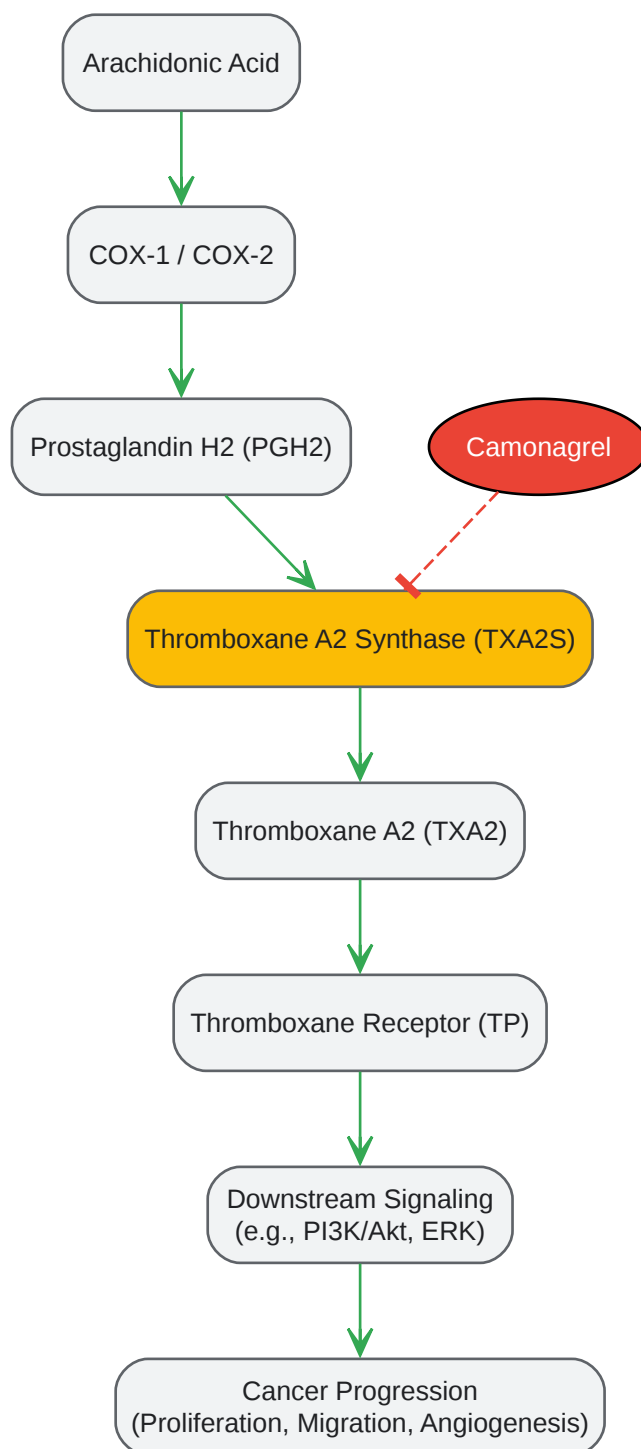 Arachidonic Acid
COX-1 / COX-2
Prostaglandin H2 (PGH2)
Camonagrel
Thromboxane A2 Synthase (TXA2S)
Thromboxane A2 (TXA2)
Thromboxane Receptor (TP)
Downstream Signaling
(e.g., PI3K/Akt, ERK)
Cancer Progression
(Proliferation, Migration, Angiogenesis)